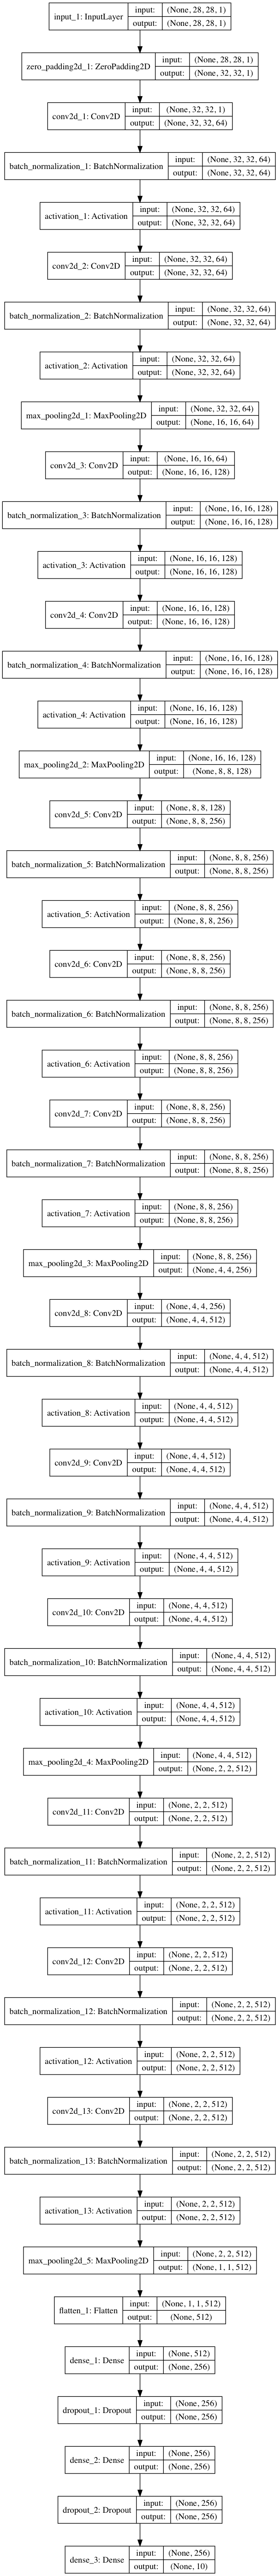 input_1: InputLayer
input: (None, 28, 28, 1)
output: (None, 28, 28, 1)
zero_padding2d_1: ZeroPadding2D
input: (None, 28, 28, 1)
output: (None, 32, 32, 1)
conv2d_1: Conv2D
input: (None, 32, 32, 1)
output: (None, 32, 32, 64)
batch_normalization_1: BatchNormalization
input: (None, 32, 32, 64)
output: (None, 32, 32, 64)
activation_1: Activation
input: (None, 32, 32, 64)
output: (None, 32, 32, 64)
conv2d_2: Conv2D
input: (None, 32, 32, 64)
output: (None, 32, 32, 64)
batch_normalization_2: BatchNormalization
input: (None, 32, 32, 64)
output: (None, 32, 32, 64)
activation_2: Activation
input: (None, 32, 32, 64)
output: (None, 32, 32, 64)
max_pooling2d_1: MaxPooling2D
input: (None, 32, 32, 64)
output: (None, 16, 16, 64)
conv2d_3: Conv2D
input: (None, 16, 16, 64)
output: (None, 16, 16, 128)
batch_normalization_3: BatchNormalization
input: (None, 16, 16, 128)
output: (None, 16, 16, 128)
activation_3: Activation
input: (None, 16, 16, 128)
output: (None, 16, 16, 128)
conv2d_4: Conv2D
input: (None, 16, 16, 128)
output: (None, 16, 16, 128)
batch_normalization_4: BatchNormalization
input: (None, 16, 16, 128)
output: (None, 16, 16, 128)
activation_4: Activation
input: (None, 16, 16, 128)
output: (None, 16, 16, 128)
max_pooling2d_2: MaxPooling2D
input: (None, 16, 16, 128)
output: (None, 8, 8, 128)
conv2d_5: Conv2D
input: (None, 8, 8, 128)
output: (None, 8, 8, 256)
batch_normalization_5: BatchNormalization
input: (None, 8, 8, 256)
output: (None, 8, 8, 256)
activation_5: Activation
input: (None, 8, 8, 256)
output: (None, 8, 8, 256)
conv2d_6: Conv2D
input: (None, 8, 8, 256)
output: (None, 8, 8, 256)
batch_normalization_6: BatchNormalization
input: (None, 8, 8, 256)
output: (None, 8, 8, 256)
activation_6: Activation
input: (None, 8, 8, 256)
output: (None, 8, 8, 256)
conv2d_7: Conv2D
input: (None, 8, 8, 256)
output: (None, 8, 8, 256)
batch_normalization_7: BatchNormalization
input: (None, 8, 8, 256)
output: (None, 8, 8, 256)
activation_7: Activation
input: (None, 8, 8, 256)
output: (None, 8, 8, 256)
max_pooling2d_3: MaxPooling2D
input: (None, 8, 8, 256)
output: (None, 4, 4, 256)
conv2d_8: Conv2D
input: (None, 4, 4, 256)
output: (None, 4, 4, 512)
batch_normalization_8: BatchNormalization
input: (None, 4, 4, 512)
output: (None, 4, 4, 512)
activation_8: Activation
input: (None, 4, 4, 512)
output: (None, 4, 4, 512)
conv2d_9: Conv2D
input: (None, 4, 4, 512)
output: (None, 4, 4, 512)
batch_normalization_9: BatchNormalization
input: (None, 4, 4, 512)
output: (None, 4, 4, 512)
activation_9: Activation
input: (None, 4, 4, 512)
output: (None, 4, 4, 512)
conv2d_10: Conv2D
input: (None, 4, 4, 512)
output: (None, 4, 4, 512)
batch_normalization_10: BatchNormalization
input: (None, 4, 4, 512)
output: (None, 4, 4, 512)
activation_10: Activation
input: (None, 4, 4, 512)
output: (None, 4, 4, 512)
max_pooling2d_4: MaxPooling2D
input: (None, 4, 4, 512)
output: (None, 2, 2, 512)
conv2d_11: Conv2D
input: (None, 2, 2, 512)
output: (None, 2, 2, 512)
batch_normalization_11: BatchNormalization
input: (None, 2, 2, 512)
output: (None, 2, 2, 512)
activation_11: Activation
input: (None, 2, 2, 512)
output: (None, 2, 2, 512)
conv2d_12: Conv2D
input: (None, 2, 2, 512)
output: (None, 2, 2, 512)
batch_normalization_12: BatchNormalization
input: (None, 2, 2, 512)
output: (None, 2, 2, 512)
activation_12: Activation
input: (None, 2, 2, 512)
output: (None, 2, 2, 512)
conv2d_13: Conv2D
input: (None, 2, 2, 512)
output: (None, 2, 2, 512)
batch_normalization_13: BatchNormalization
input: (None, 2, 2, 512)
output: (None, 2, 2, 512)
activation_13: Activation
input: (None, 2, 2, 512)
output: (None, 2, 2, 512)
max_pooling2d_5: MaxPooling2D
input: (None, 2, 2, 512)
output: (None, 1, 1, 512)
flatten_1: Flatten
input: (None, 1, 1, 512)
output: (None, 512)
dense_1: Dense
input: (None, 512)
output: (None, 256)
dropout_1: Dropout
input: (None, 256)
output: (None, 256)
dense_2: Dense
input: (None, 256)
output: (None, 256)
dropout_2: Dropout
input: (None, 256)
output: (None, 256)
dense_3: Dense
input: (None, 256)
output: (None, 10)